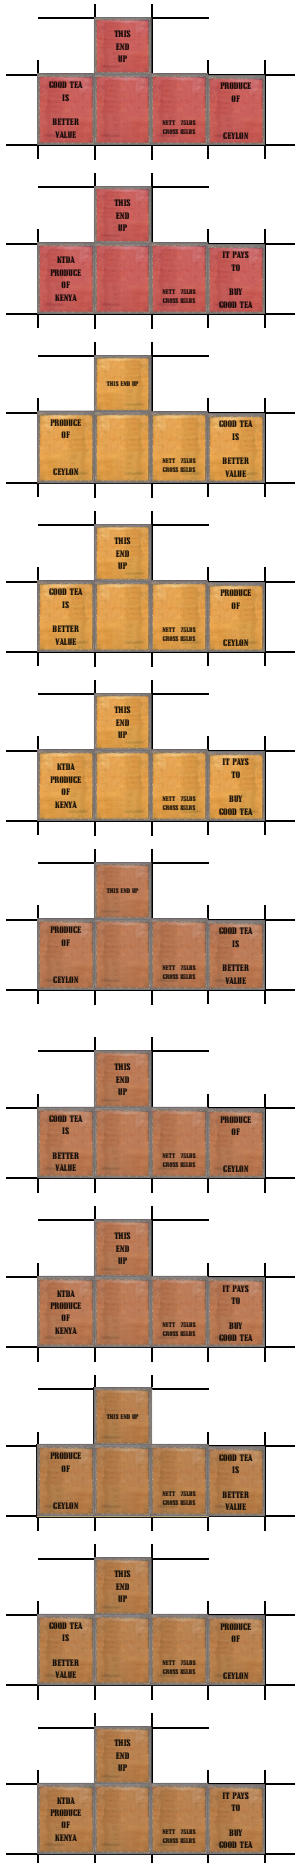 THIS
END
UP
GOOD TEA
IS
BETTER
VALUE
NETT 75LBS
GROSS 85LBS
PRODUCE
OF
CEYLON
THIS
END
UP
KTDA
PRODUCE
OF
KENYA
NETT 75LBS
GROSS 85LBS
IT PAYS
TO
BUY
GOOD TEA
THIS END UP
PRODUCE
OF
CEYLON
NETT 75LBS
GROSS 85LBS
GOOD TEA
IS
BETTER
VALUE
THIS
END
UP
GOOD TEA
IS
BETTER
VALUE
NETT 75LBS
GROSS 85LBS
PRODUCE
OF
CEYLON
THIS
END
UP
KTDA
PRODUCE
OF
KENYA
NETT 75LBS
GROSS 85LBS
IT PAYS
TO
BUY
GOOD TEA
THIS END UP
PRODUCE
OF
CEYLON
NETT 75LBS
GROSS 85LBS
GOOD TEA
IS
BETTER
VALUE
THIS
END
UP
GOOD TEA
IS
BETTER
VALUE
NETT 75LBS
GROSS 85LBS
PRODUCE
OF
CEYLON
THIS
END
UP
KTDA
PRODUCE
OF
KENYA
NETT 75LBS
GROSS 85LBS
IT PAYS
TO
BUY
GOOD TEA
THIS END UP
PRODUCE
OF
CEYLON
NETT 75LBS
GROSS 85LBS
GOOD TEA
IS
BETTER
VALUE
THIS
END
UP
GOOD TEA
IS
BETTER
VALUE
NETT 75LBS
GROSS 85LBS
PRODUCE
OF
CEYLON
THIS
END
UP
KTDA
PRODUCE
OF
KENYA
NETT 75LBS
GROSS 85LBS
IT PAYS
TO
BUY
GOOD TEA